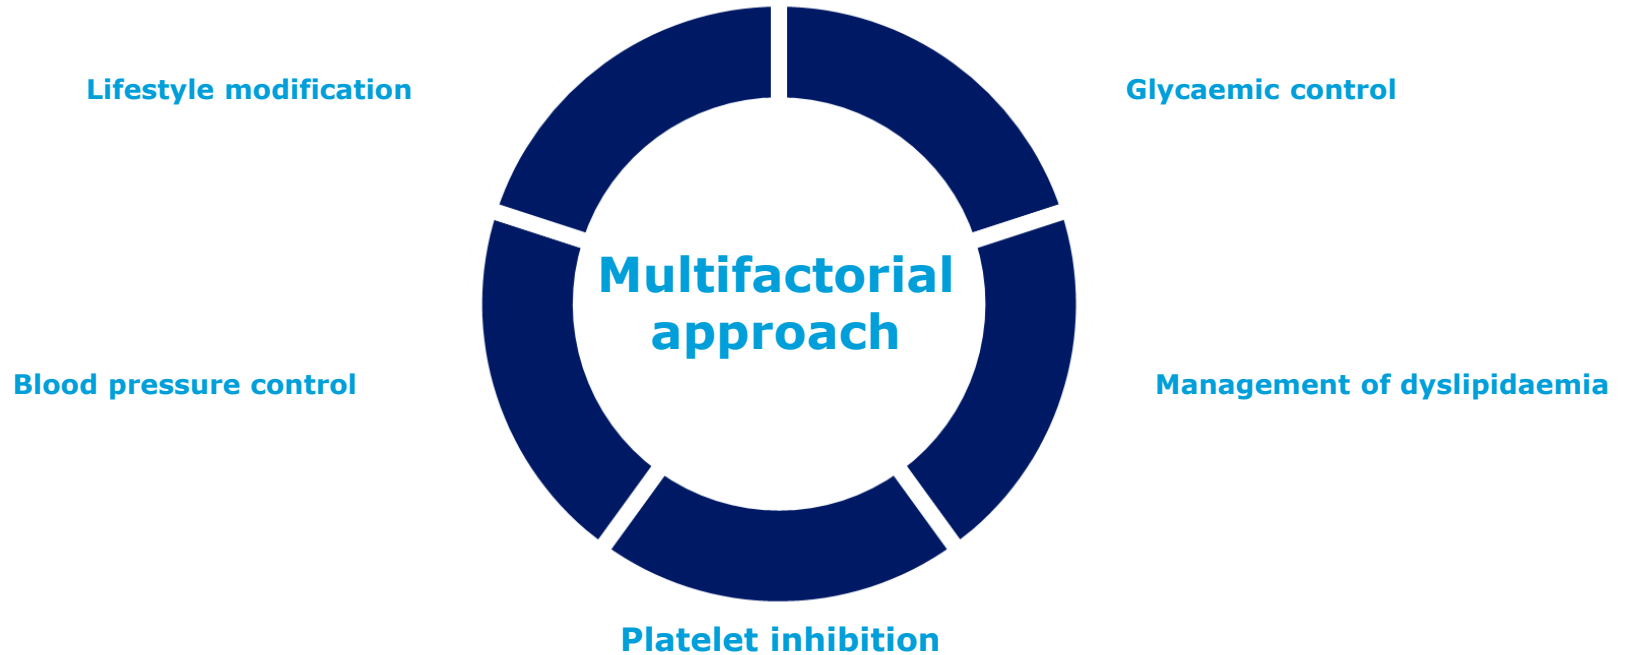 Lifestyle modification
Glycaemic control
Multifactorial
approach
Blood pressure control
Management of dyslipidaemia
Platelet inhibition